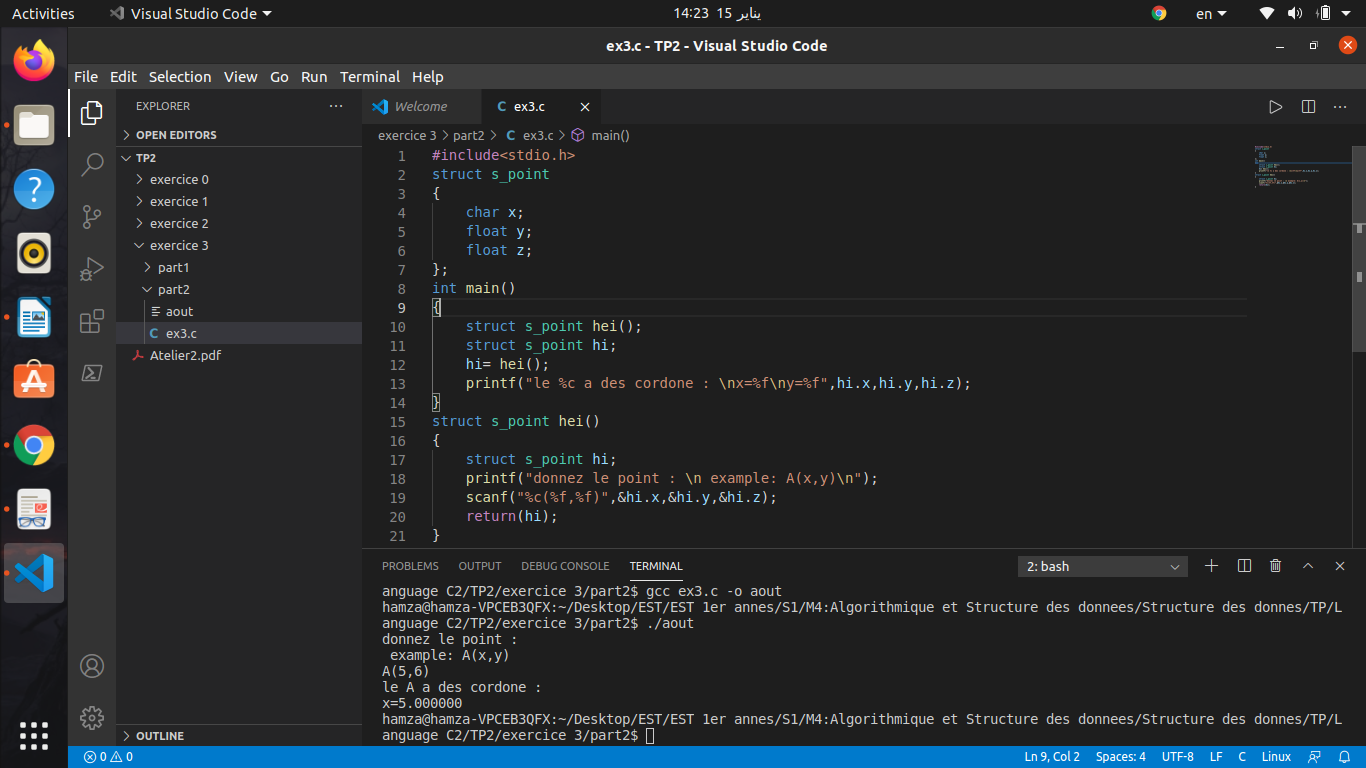 Activities
Visual Studio Code
14:23 15 يناير
en
ex3.c - TP2 - Visual Studio Code
File Edit Selection View Go Run Terminal Help
EXPLORER
OPEN EDITORS
TP2
exercice 0
exercice 1
exercice 2
exercice 3
part1
part2
aout
C ex3.c
Atelier2.pdf
OUTLINE
Welcome
C ex3.c
exercice 3 > part2 > C ex3.c > main()
1 #include<stdio.h>
2 struct s_point
3 {
4 char x;
5 float y;
6 float z;
7 };
8 int main()
9 {
10 struct s_point hei();
11 struct s_point hi;
12 hi= hei();
13 printf("le %c a des cordone : \nx=%f\ny=%f",hi.x,hi.y,hi.z);
14 }
15 struct s_point hei()
16 {
17 struct s_point hi;
18 printf("donnez le point : \n example: A(x,y)\n");
19 scanf("%c(%f,%f)",&hi.x,&hi.y,&hi.z);
20 return(hi);
21 }
PROBLEMS OUTPUT DEBUG CONSOLE TERMINAL
2: bash
anguage C2/TP2/exercice 3/part2$ gcc ex3.c -o aout
hamza@hamza-VPCEB3QFX:~/Desktop/EST/EST 1er annes/S1/M4:Algorithmique et Structure des donnees/Structure des donnes/TP/L
anguage C2/TP2/exercice 3/part2$ ./aout
donnez le point :
 example: A(x,y)
A(5,6)
le A a des cordone :
x=5.000000
hamza@hamza-VPCEB3QFX:~/Desktop/EST/EST 1er annes/S1/M4:Algorithmique et Structure des donnees/Structure des donnes/TP/L
anguage C2/TP2/exercice 3/part2$
0 0
Ln 9, Col 2 Spaces: 4 UTF-8 LF C Linux